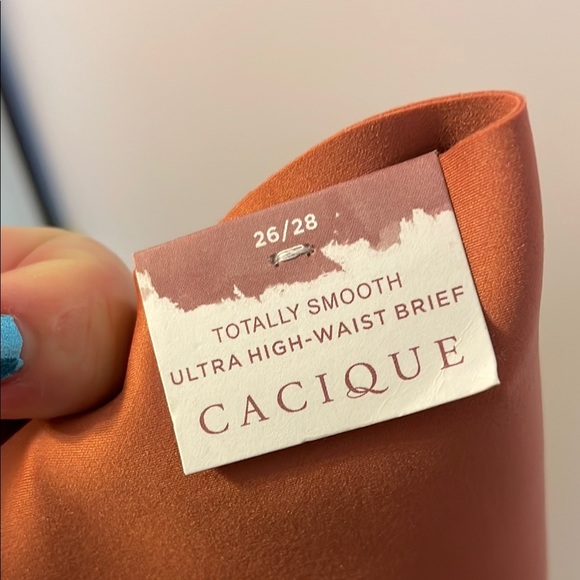 26/28
TOTALLY SMOOTH
ULTRA HIGH-WAIST BRIEF
CACIQUE